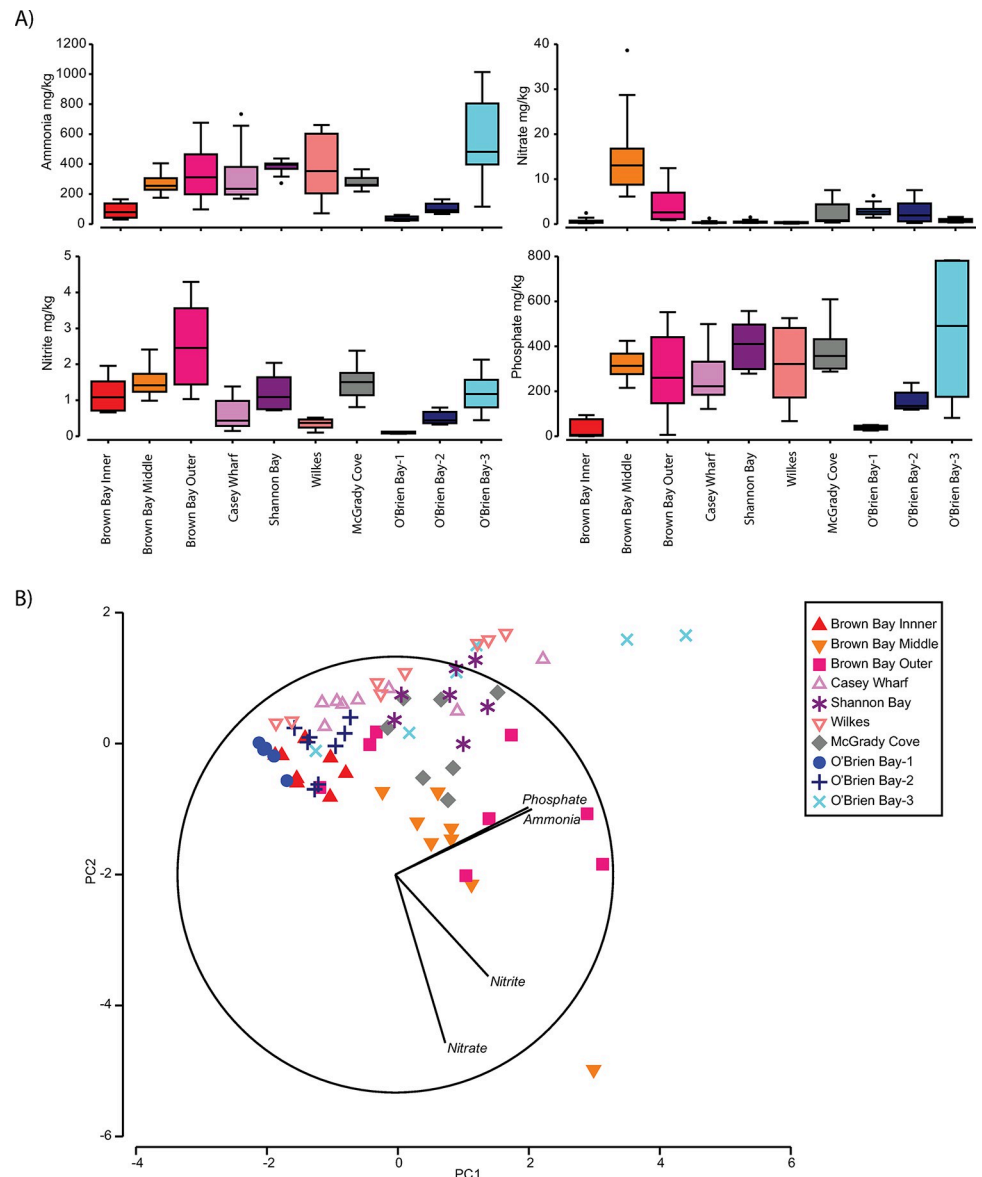 A)
Ammonia mg/kg
1200
1000
800
600
400
200
0
Nitrate mg/kg
40
30
20
10
0
Nitrite mg/kg
5
4
3
2
1
0
Phosphate mg/kg
800
600
400
200
0
Brown Bay Inner
Brown Bay Middle
Brown Bay Outer
Casey Wharf
Shannon Bay
Wilkes
McGrady Cove
O'Brien Bay-1
O'Brien Bay-2
O'Brien Bay-3
Brown Bay Inner
Brown Bay Middle
Brown Bay Outer
Casey Wharf
Shannon Bay
Wilkes
McGrady Cove
O'Brien Bay-1
O'Brien Bay-2
O'Brien Bay-3
B)
PC2
2
0
-2
-4
-6
Phosphate
Ammonia
Nitrite
Nitrate
Brown Bay Innner
Brown Bay Middle
Brown Bay Outer
Casey Wharf
Shannon Bay
Wilkes
McGrady Cove
O'Brien Bay-1
O'Brien Bay-2
O'Brien Bay-3
-4
-2
0
2
4
6
PC1